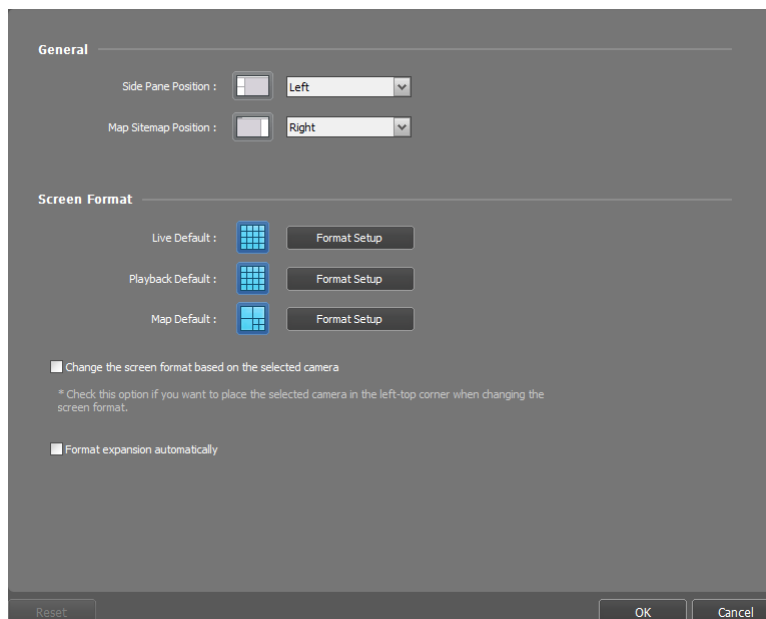 General
Side Pane Position :
Left
Map Sitemap Position :
Right
Screen Format
Live Default :
Format Setup
Playback Default :
Format Setup
Map Default :
Format Setup
Change the screen format based on the selected camera
* Check this option if you want to place the selected camera in the left-top corner when changing the
screen format.
Format expansion automatically
Reset
OK
Cancel